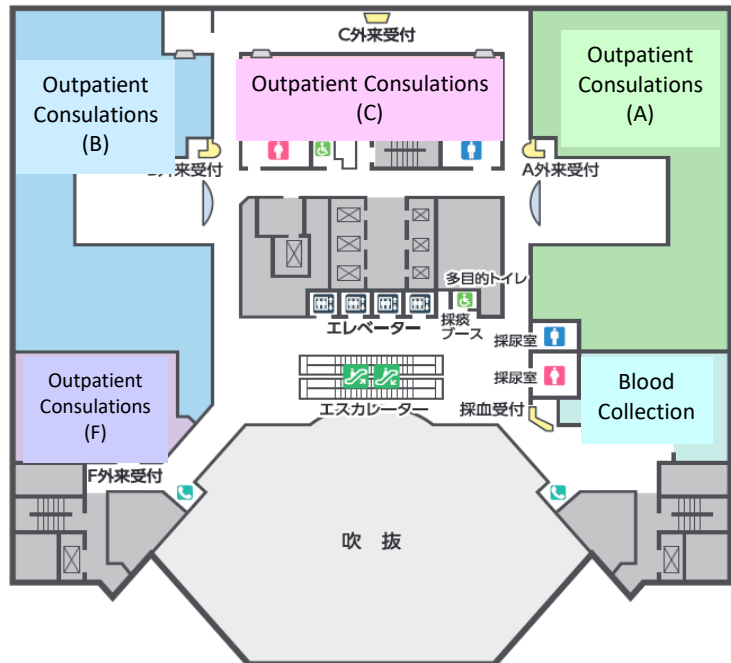 C外来受付
Outpatient
Consulations
(B)
Outpatient Consulations
(C)
Outpatient
Consulations
(A)
外来受付
A外来受付
多目的トイレ
エレベーター
採痰
ブース
採尿室
採尿室
Outpatient
Consulations
(F)
エスカレーター
採血受付
Blood
Collection
F外来受付
吹 抜